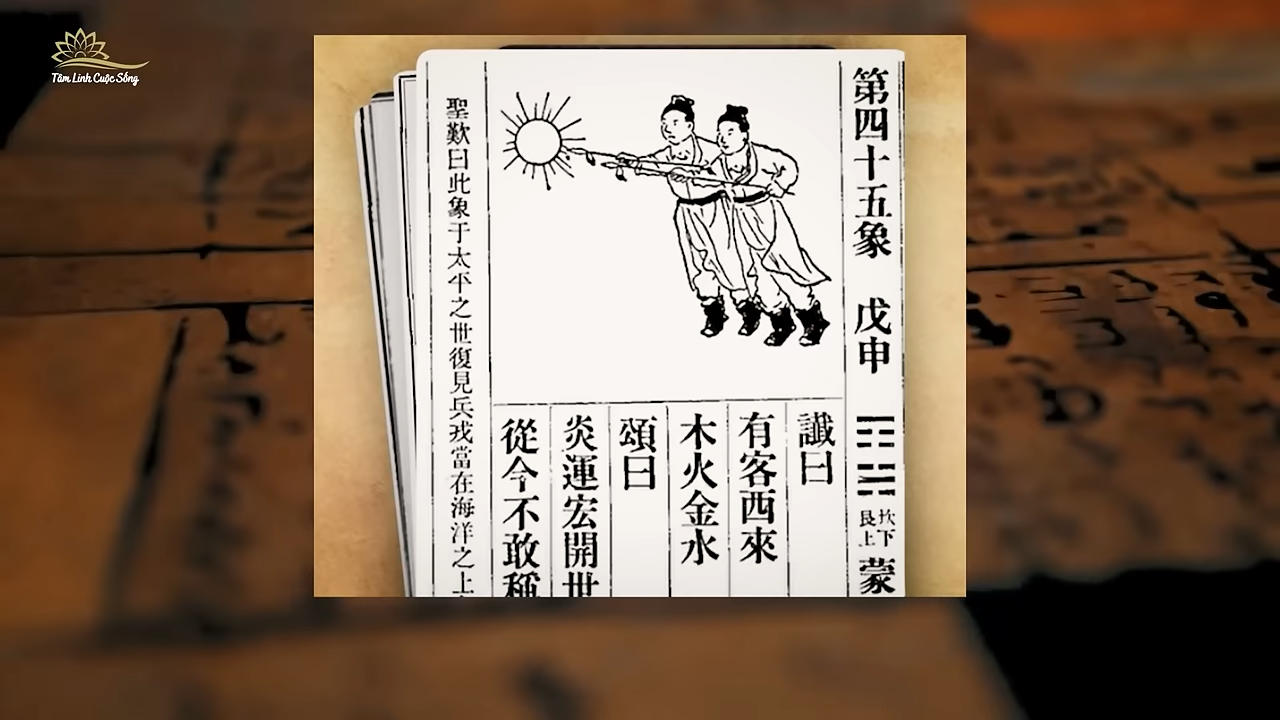 Tâm Linh Cuộc Sống
第四十五象 戊申 坎下艮上 蒙
讖曰
有客西來
木火金水
頌曰
炎運宏開世
從今不敢稱
聖歎曰此象于太平之世復見兵戎當在海洋之上